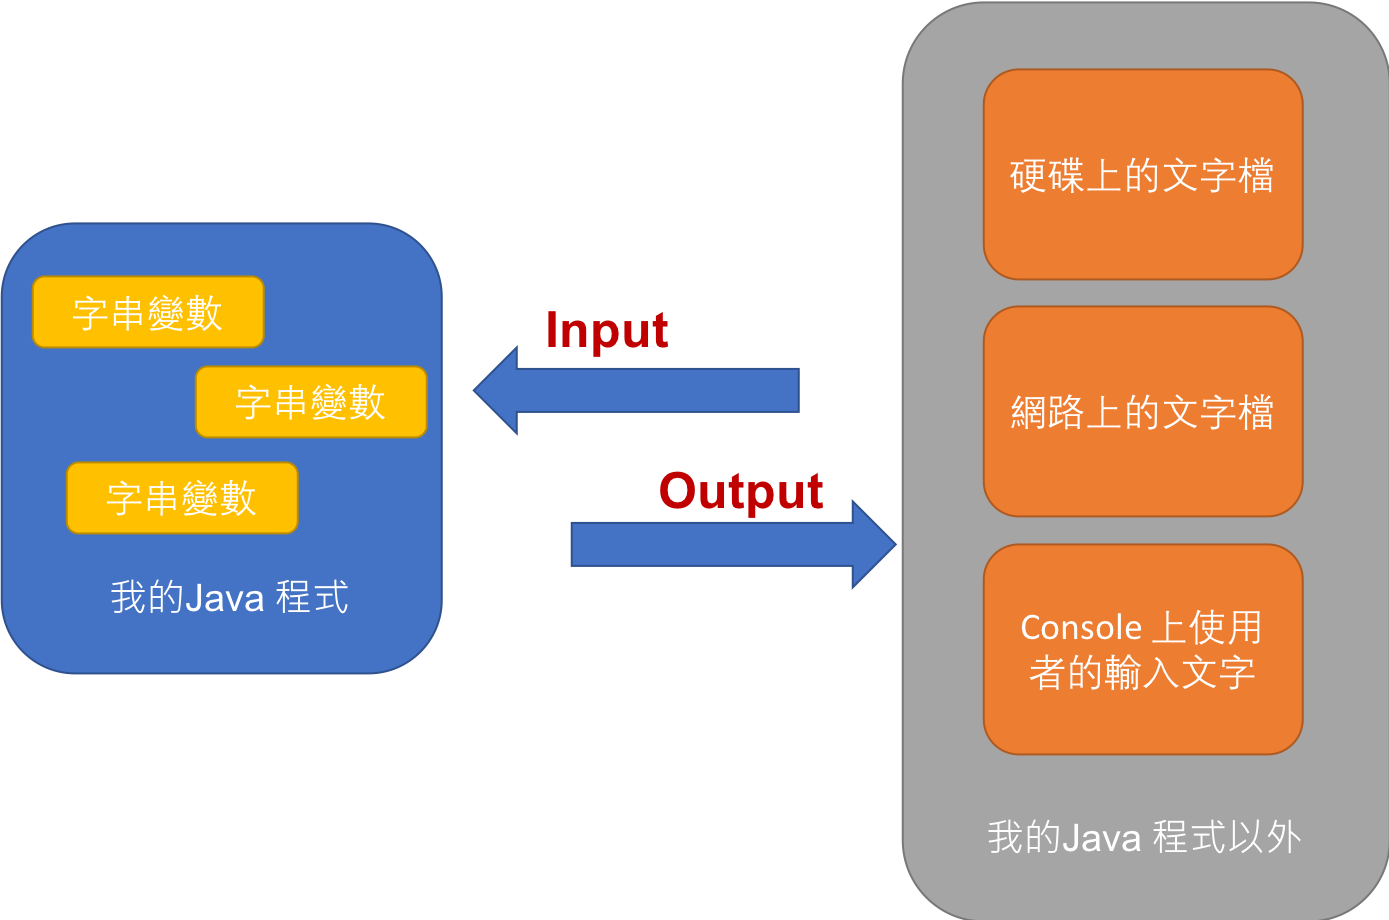 字串變數
字串變數
字串變數
我的Java 程式
Input
Output
硬碟上的文字檔
網路上的文字檔
Console 上使用
者的輸入文字
我的Java 程式以外